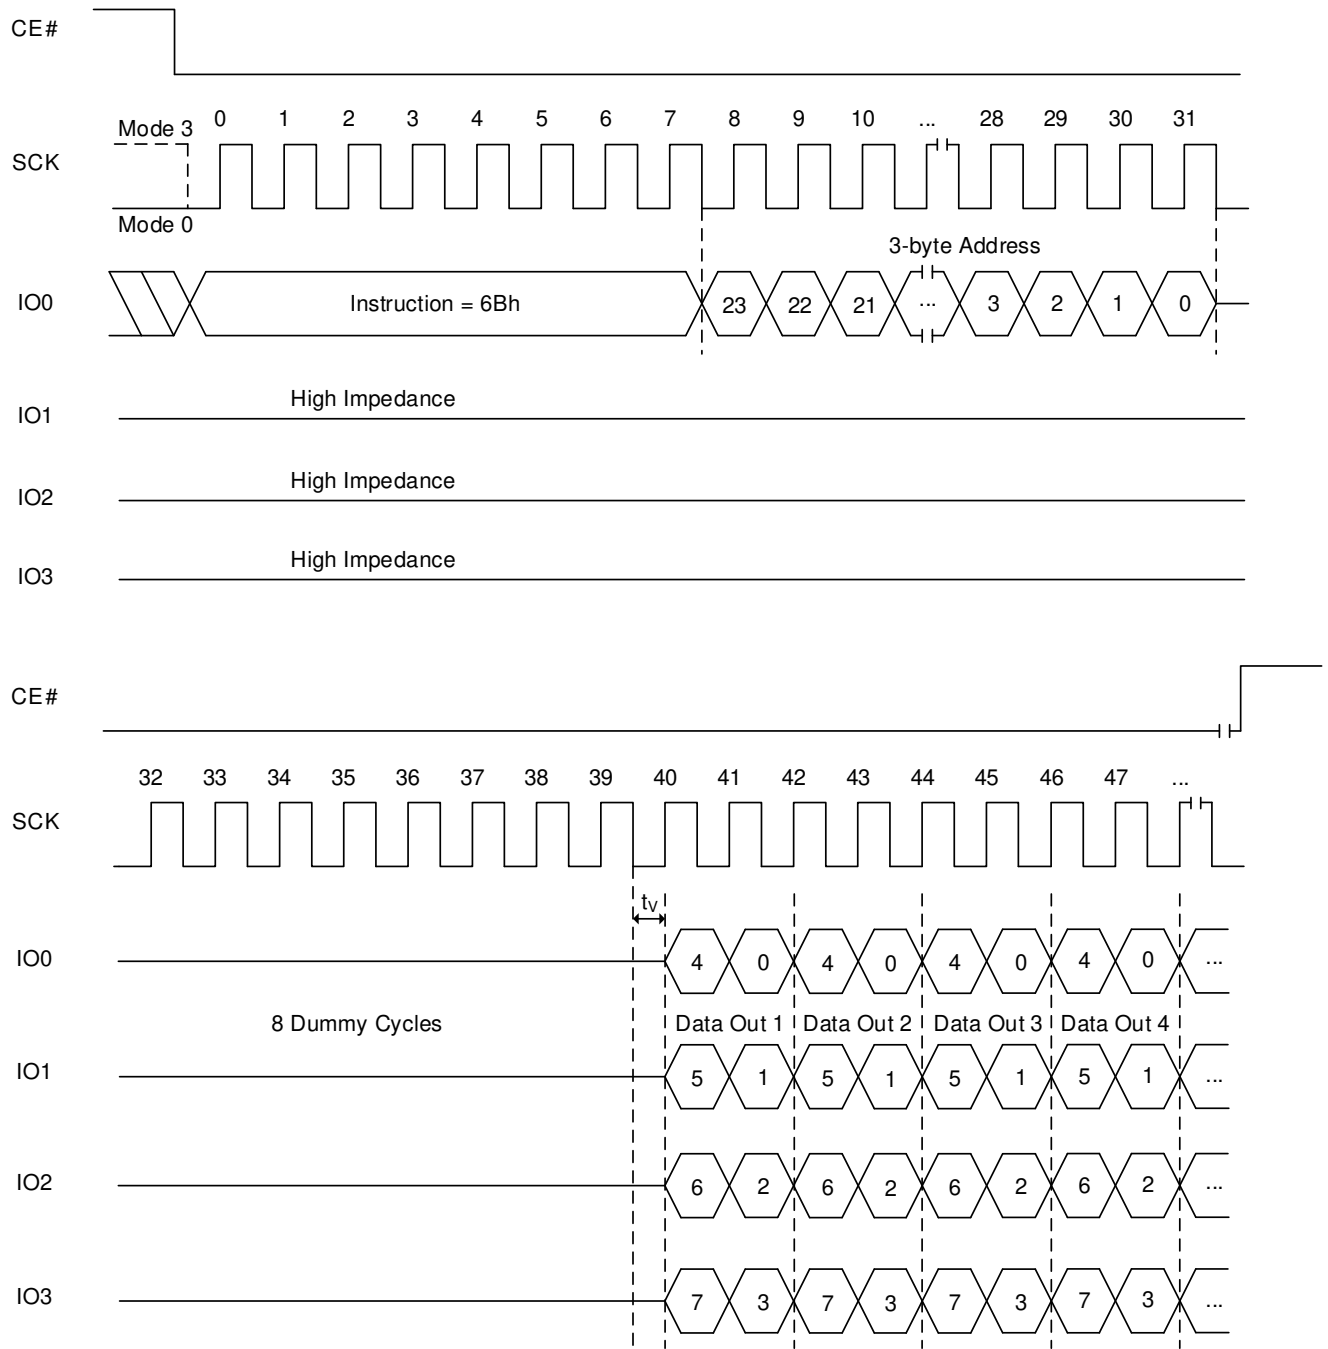 CE#
Mode 3 0 1 2 3 4 5 6 7 8 9 10 ... 28 29 30 31
SCK
Mode 0
3-byte Address
IO0 Instruction = 6Bh 23 22 21 ... 3 2 1 0
High Impedance
IO1
High Impedance
IO2
High Impedance
IO3
CE#
32 33 34 35 36 37 38 39 40 41 42 43 44 45 46 47 ...
SCK
tV
IO0 4 0 4 0 4 0 4 0 ...
8 Dummy Cycles Data Out 1 Data Out 2 Data Out 3 Data Out 4
IO1 5 1 5 1 5 1 5 1 ...
IO2 6 2 6 2 6 2 6 2 ...
IO3 7 3 7 3 7 3 7 3 ...